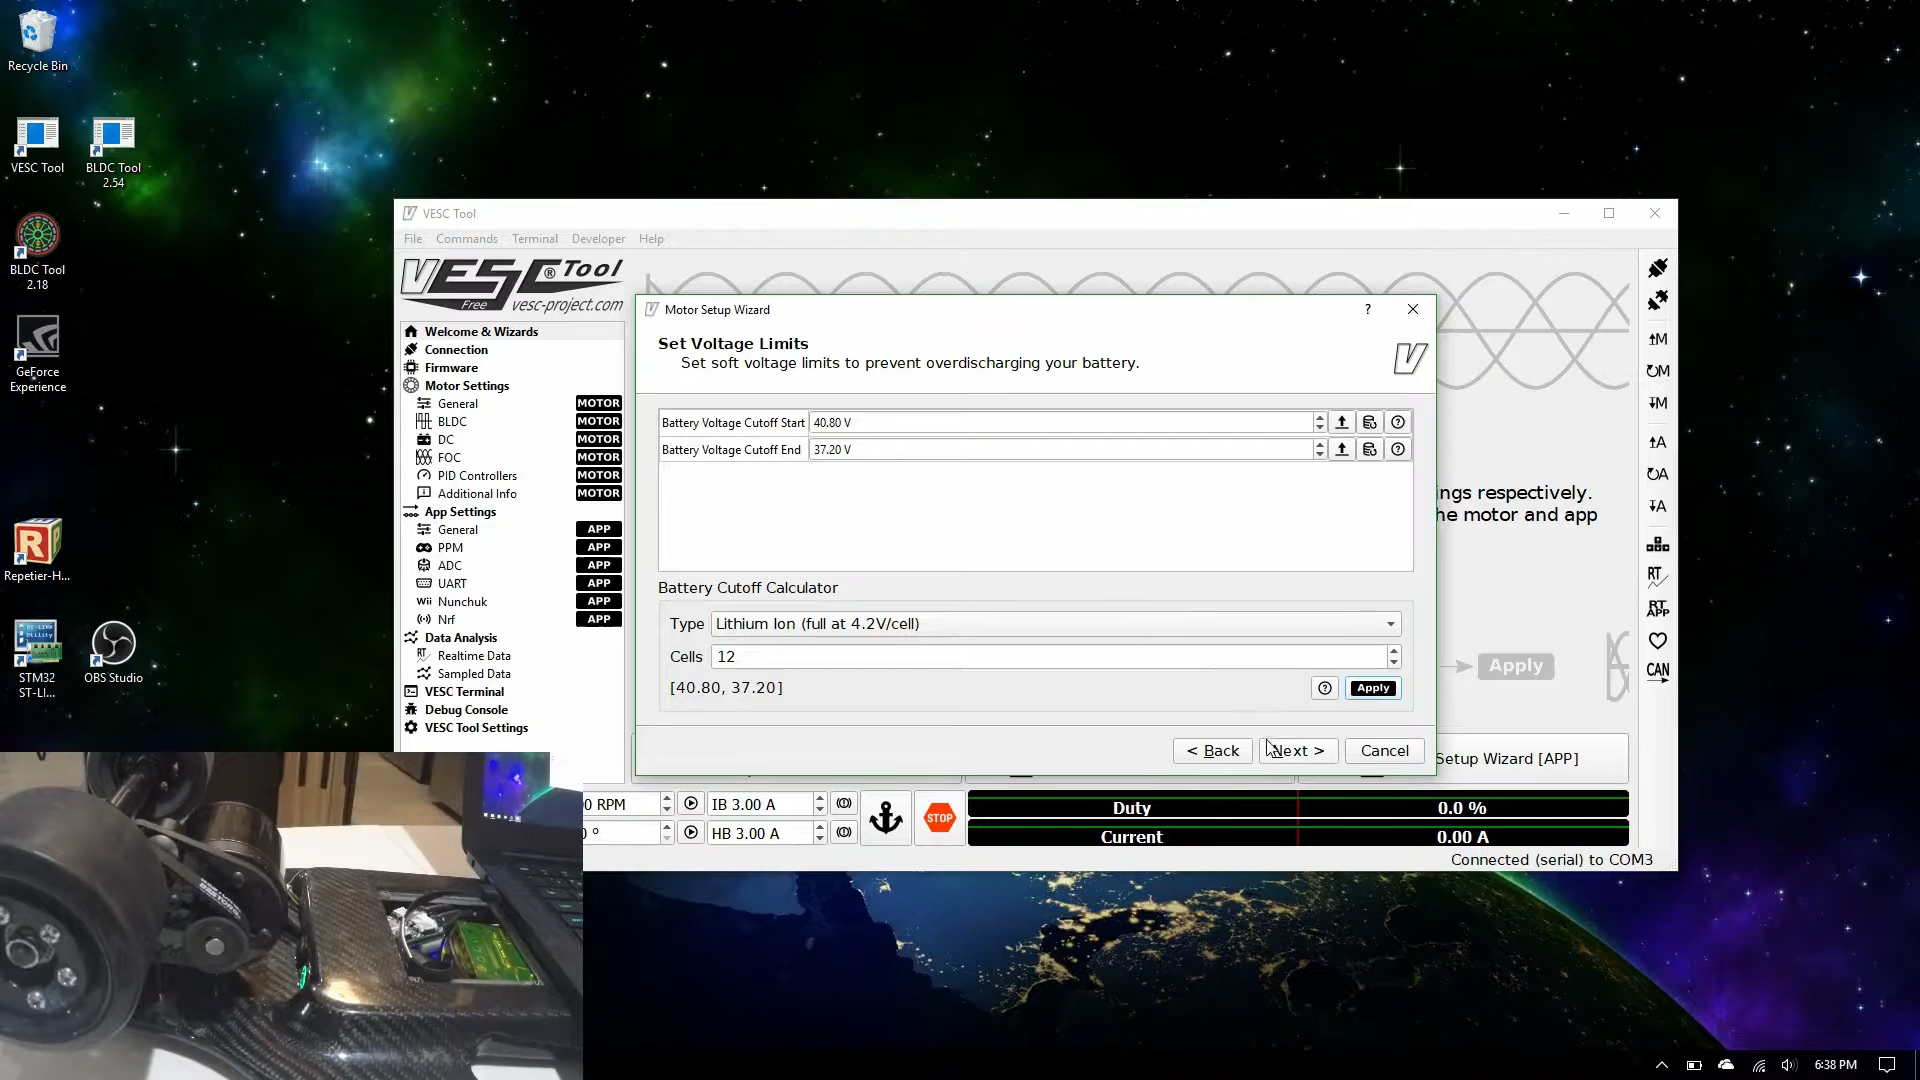 Recycle Bin
VESC Tool
BLDC Tool
2.54
BLDC Tool
2.18
GeForce
Experience
Repetier-H...
STM32
ST-LI...
OBS Studio
VESC Tool
File Commands Terminal Developer Help
VESC® Tool
Free vesc-project.com
Welcome & Wizards
Connection
Firmware
Motor Settings
General MOTOR
BLDC MOTOR
DC MOTOR
FOC MOTOR
PID Controllers MOTOR
Additional Info MOTOR
App Settings
General APP
PPM APP
ADC APP
UART APP
Wii Nunchuk APP
Nrf APP
Data Analysis
RT Realtime Data
Sampled Data
VESC Terminal
Debug Console
VESC Tool Settings
Motor Setup Wizard
?
Set Voltage Limits
Set soft voltage limits to prevent overdischarging your battery.
Battery Voltage Cutoff Start 40.80 V
Battery Voltage Cutoff End 37.20 V
Battery Cutoff Calculator
Type Lithium Ion (full at 4.2V/cell)
Cells 12
[40.80, 37.20]
? Apply
< Back Next > Cancel
ings respectively.
he motor and app
Apply
Setup Wizard [APP]
M
M
M
A
A
A
RT
RT
APP
CAN
0 RPM IB 3.00 A
0 ° HB 3.00 A
STOP
Duty 0.0 %
Current 0.00 A
Connected (serial) to COM3
6:38 PM